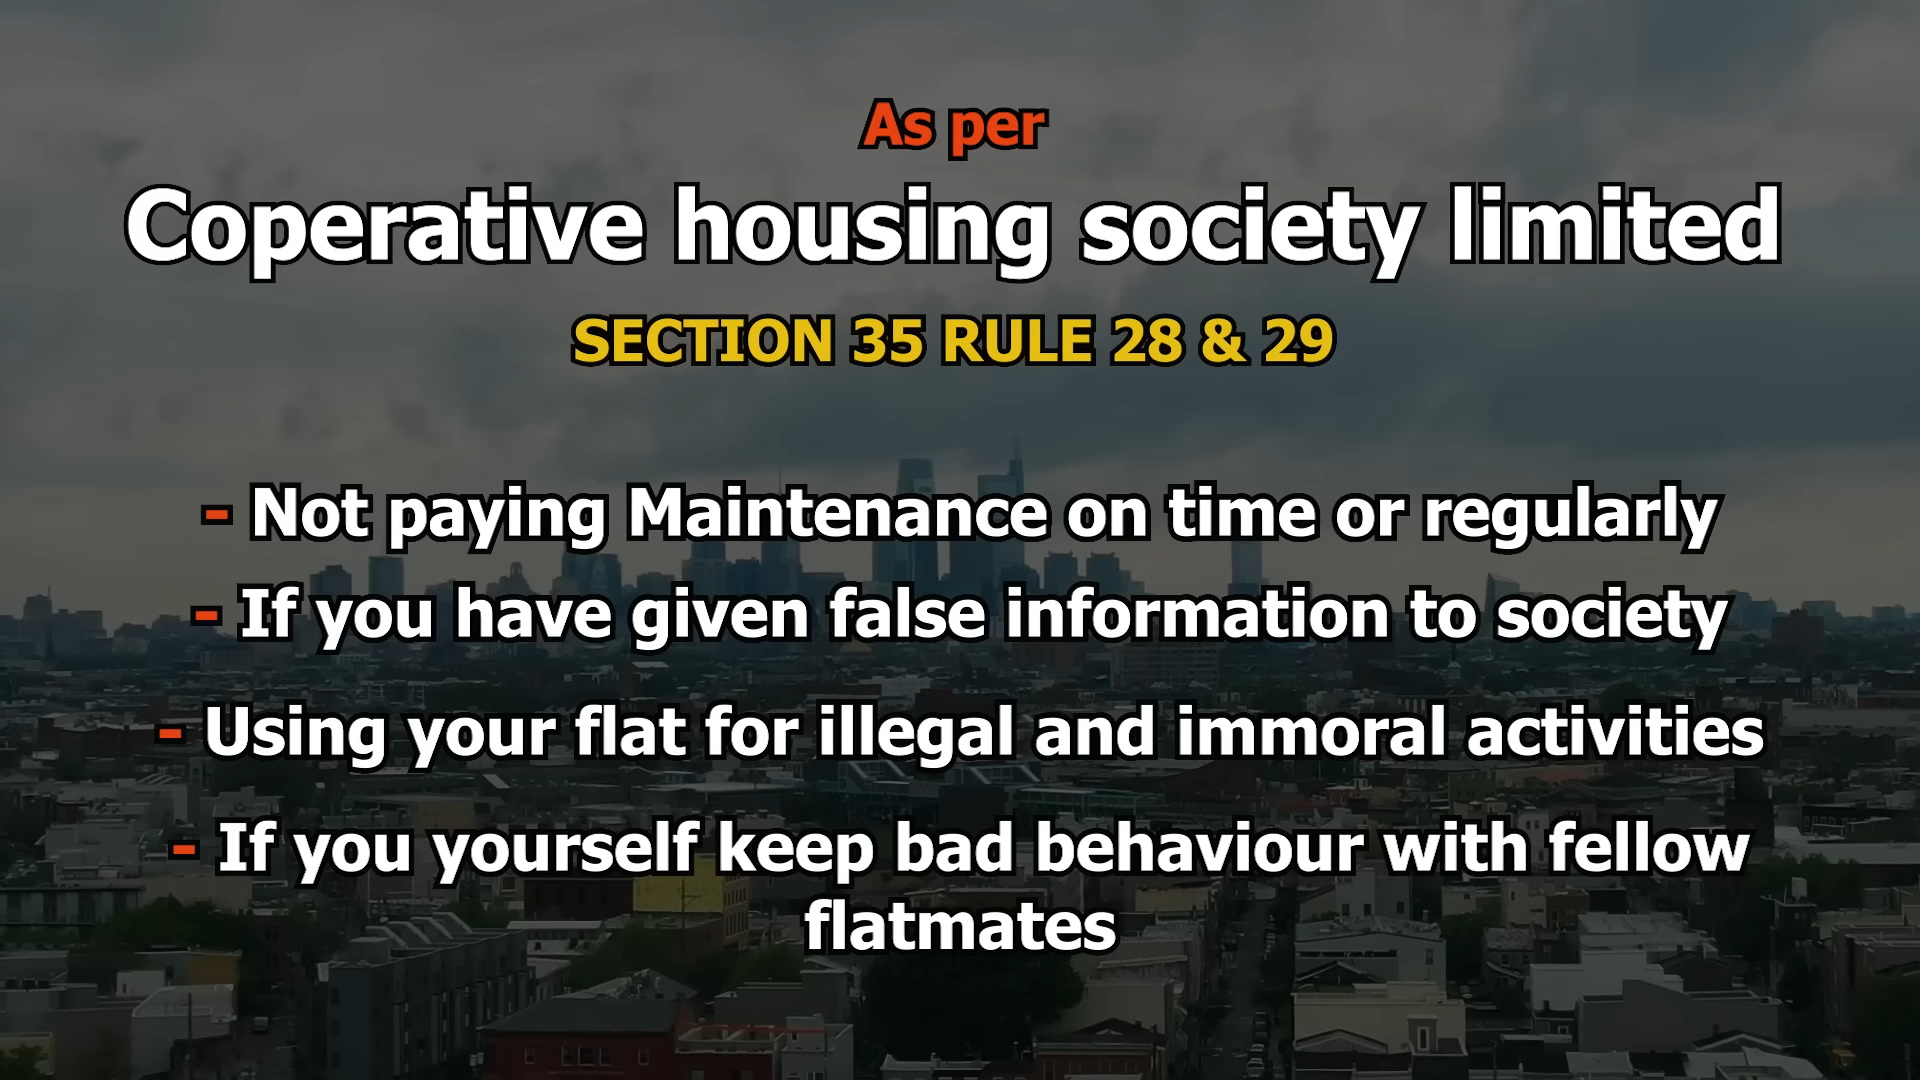 As per
Coperative housing society limited
SECTION 35 RULE 28 & 29
- Not paying Maintenance on time or regularly
- If you have given false information to society
- Using your flat for illegal and immoral activities
- If you yourself keep bad behaviour with fellow
flatmates